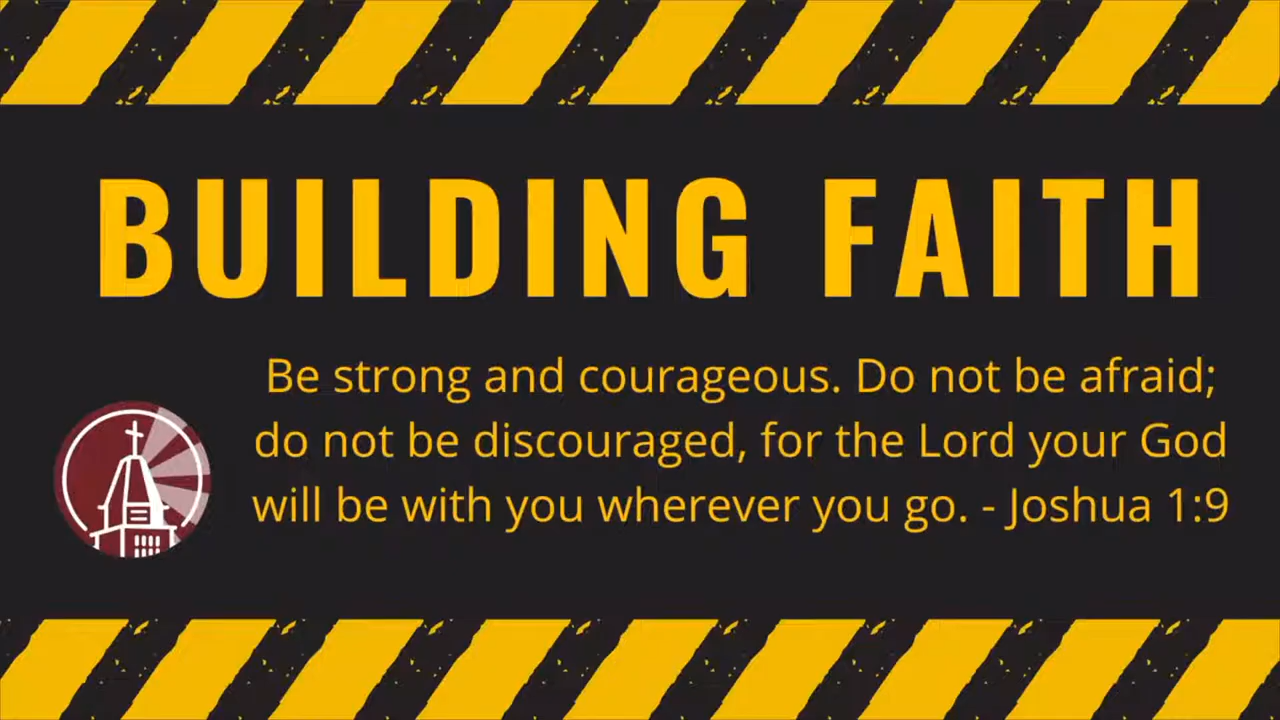 BUILDING FAITH
Be strong and courageous. Do not be afraid;
do not be discouraged, for the Lord your God
will be with you wherever you go. - Joshua 1:9